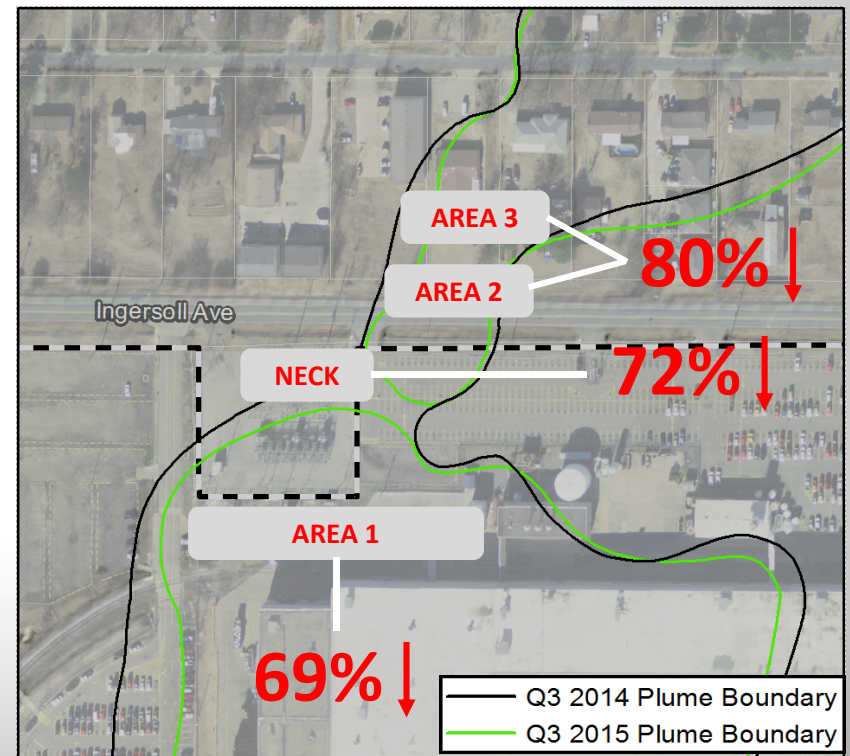 AREA 3
80%
AREA 2
Ingersoll Ave
72%
NECK
AREA 1
69%
Q3 2014 Plume Boundary
Q3 2015 Plume Boundary